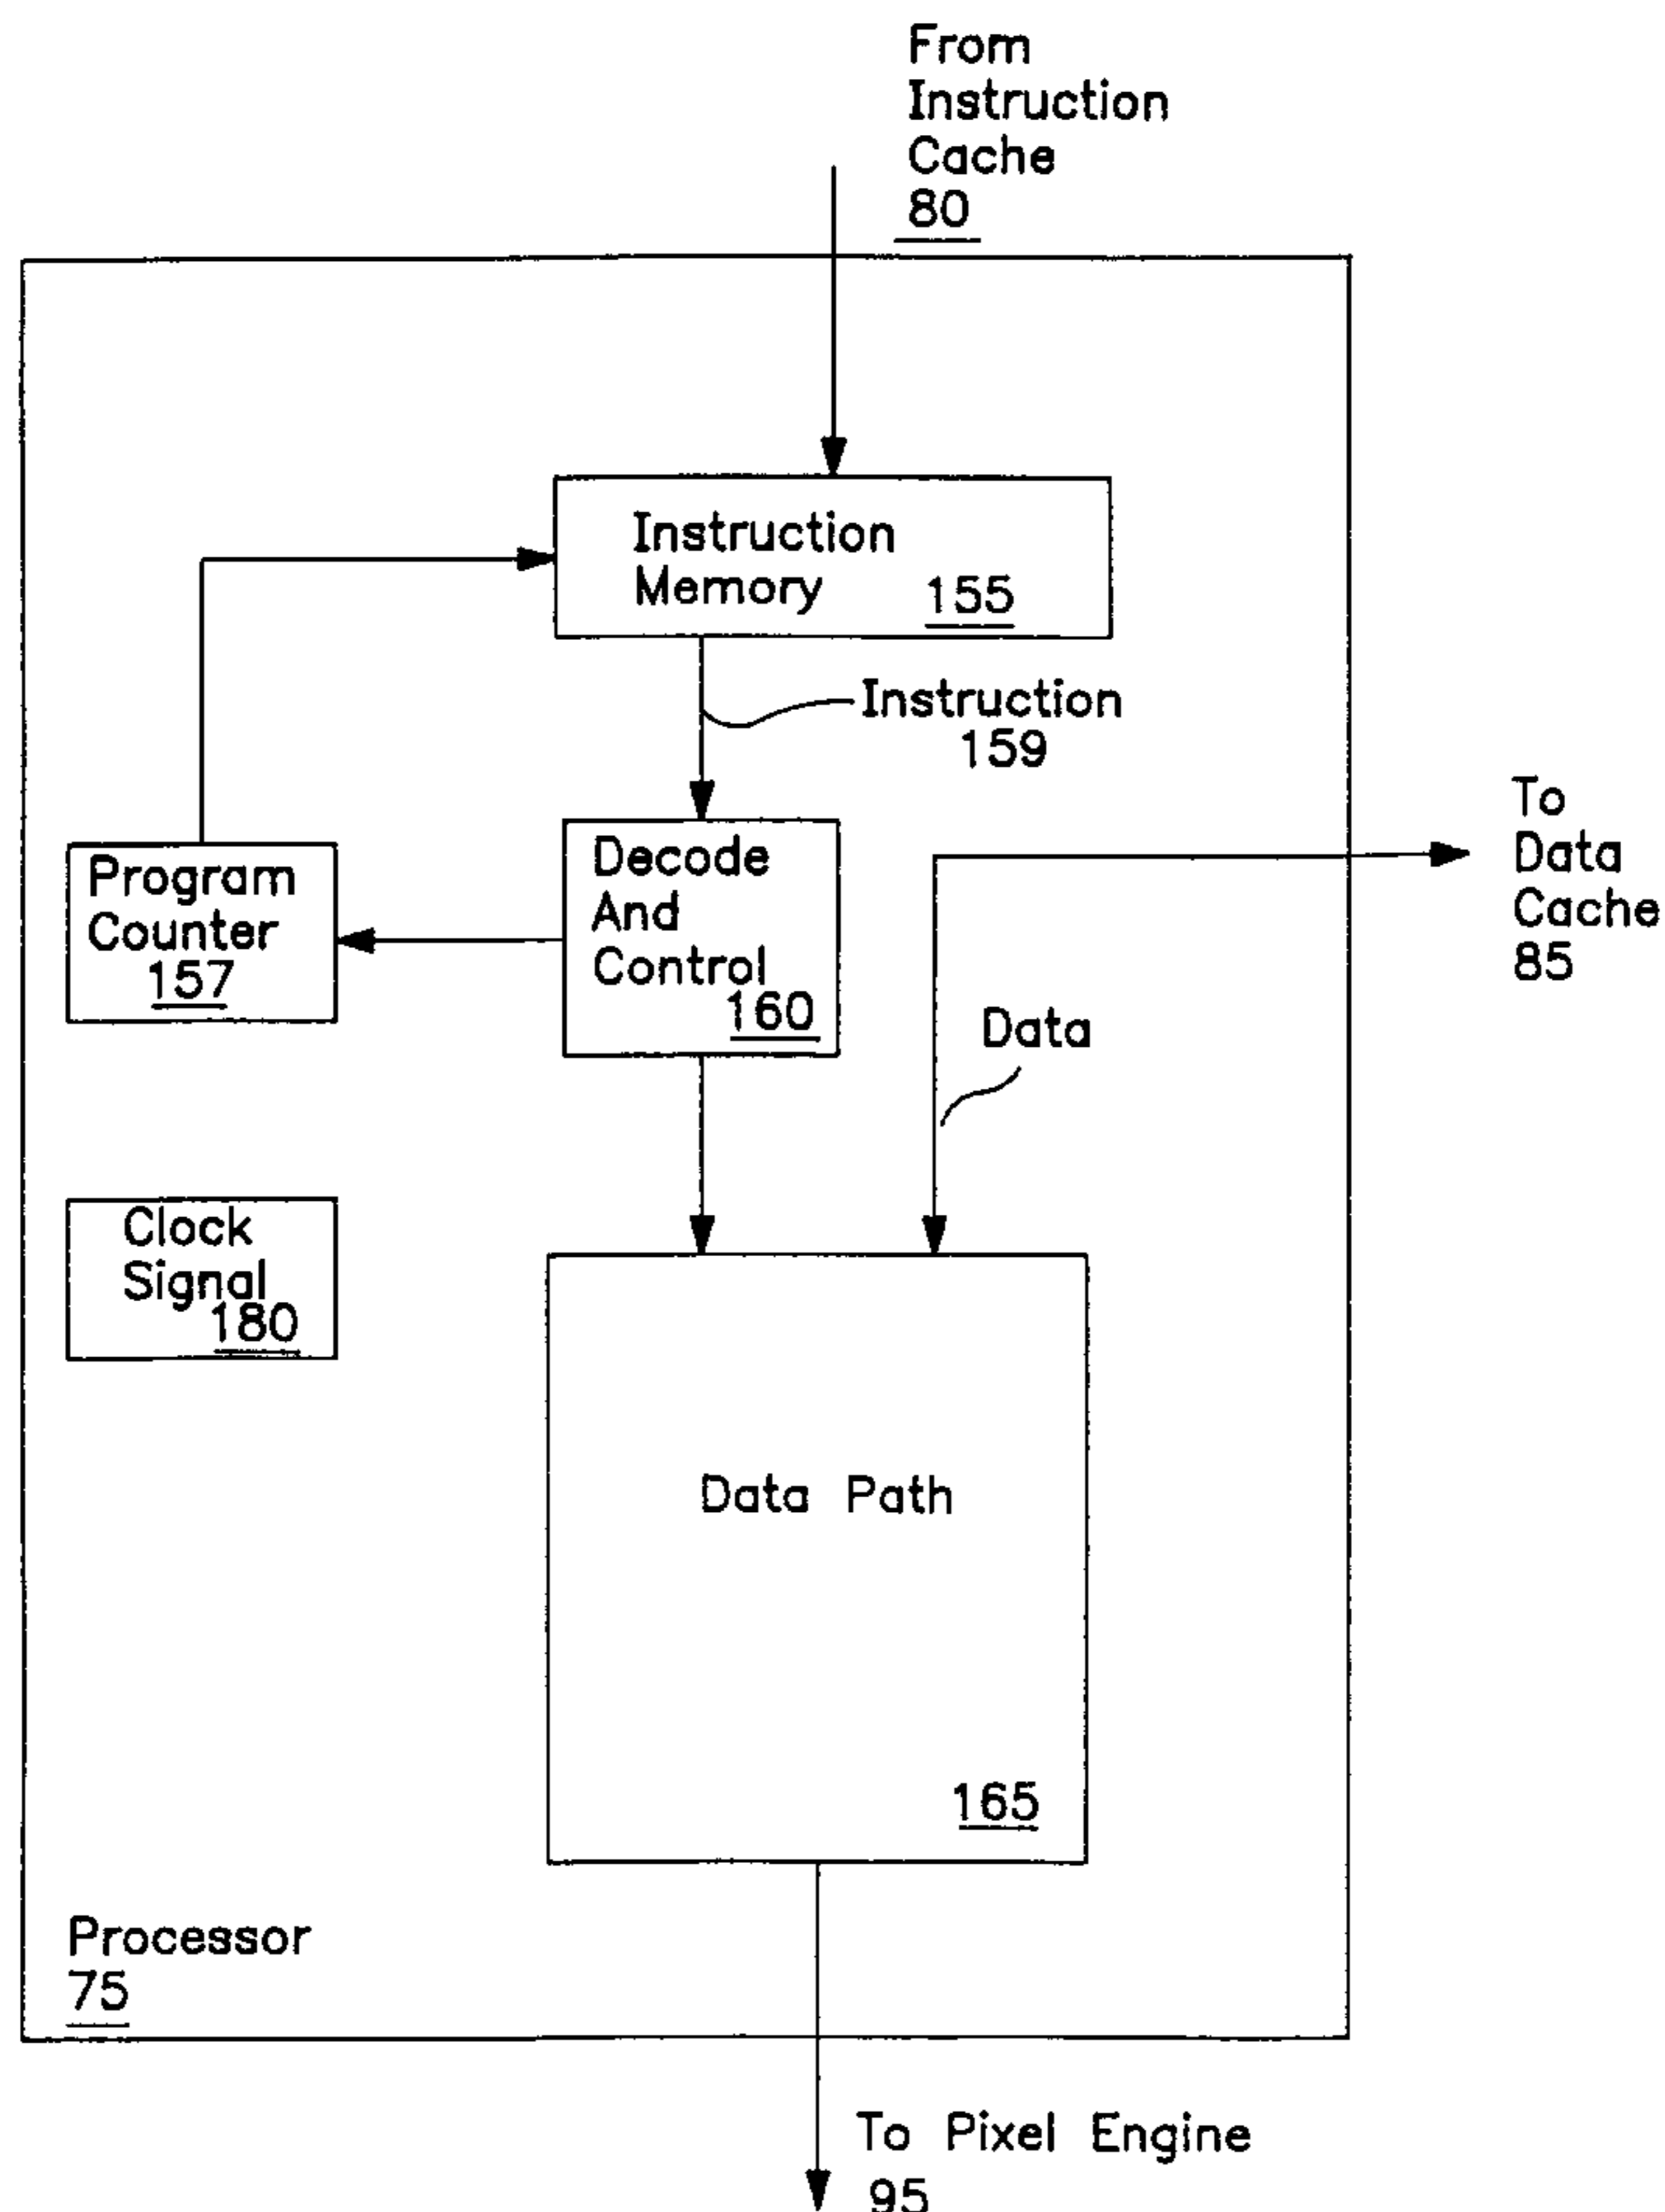 From
Instruction
Cache
80
Instruction
Memory
155
Instruction
159
Program
Counter
157
Decode
And
Control
160
To
Data
Cache
85
Data
Clock
Signal
180
Data Path
165
Processor
75
To Pixel Engine
95